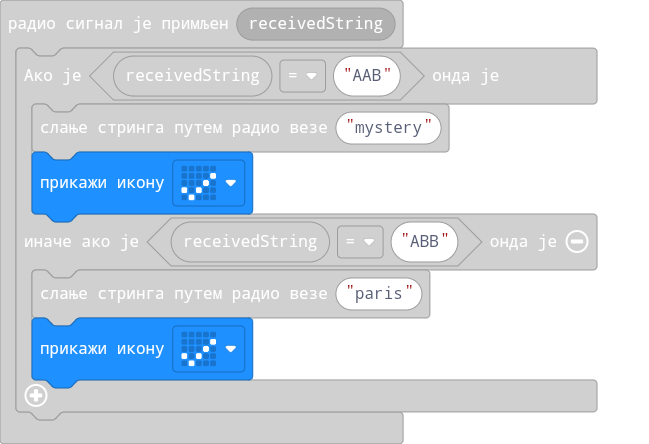 радио сигнал је примљен receivedString
Ако је receivedString = "AAB" онда је
слање стринга путем радио везе "mystery"
прикажи икону
иначе ако је receivedString = "ABB" онда је
слање стринга путем радио везе "paris"
прикажи икону